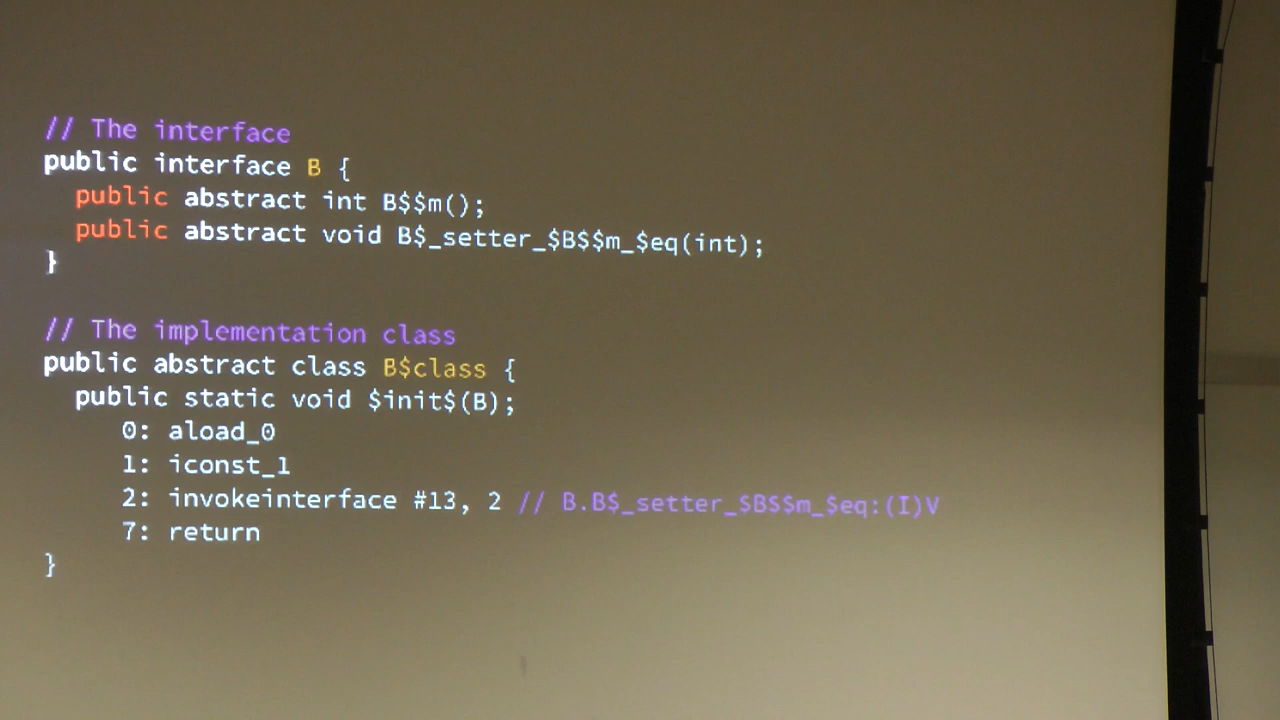 // The interface
public interface B {
  public abstract int B$$m();
  public abstract void B$_setter_$B$$m_$eq(int);
}
// The implementation class
public abstract class B$class {
  public static void $init$(B);
     0: aload_0
     1: iconst_1
     2: invokeinterface #13, 2 // B.B$_setter_$B$$m_$eq:(I)V
     7: return
}